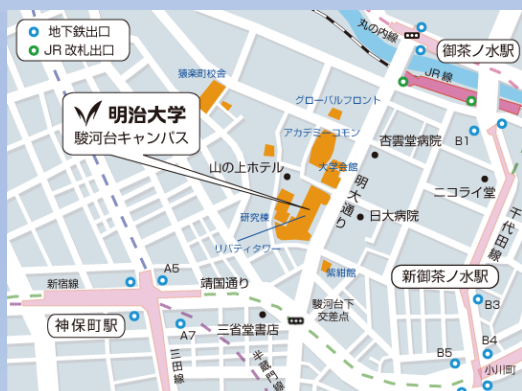 地下鉄出口
JR 改札出口
丸の内線
御茶ノ水駅
JR 線
猿楽町校舎
グローバルフロント
明治大学
駿河台キャンパス
アカデミーコモン
杏雲堂病院
B1
山の上ホテル
大学会館
明大通り
ニコライ堂
研究棟
日大病院
千代田線
リバティタワー
紫紺館
新御茶ノ水駅
新宿線
A5
靖国通り
駿河台下
交差点
B3
神保町駅
A7
三省堂書店
三田線
半蔵門線
B4
B5
小川町